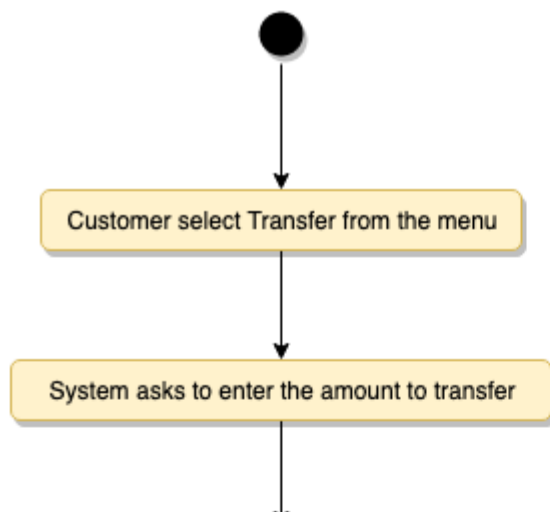 Customer select Transfer from the menu
System asks to enter the amount to transfer